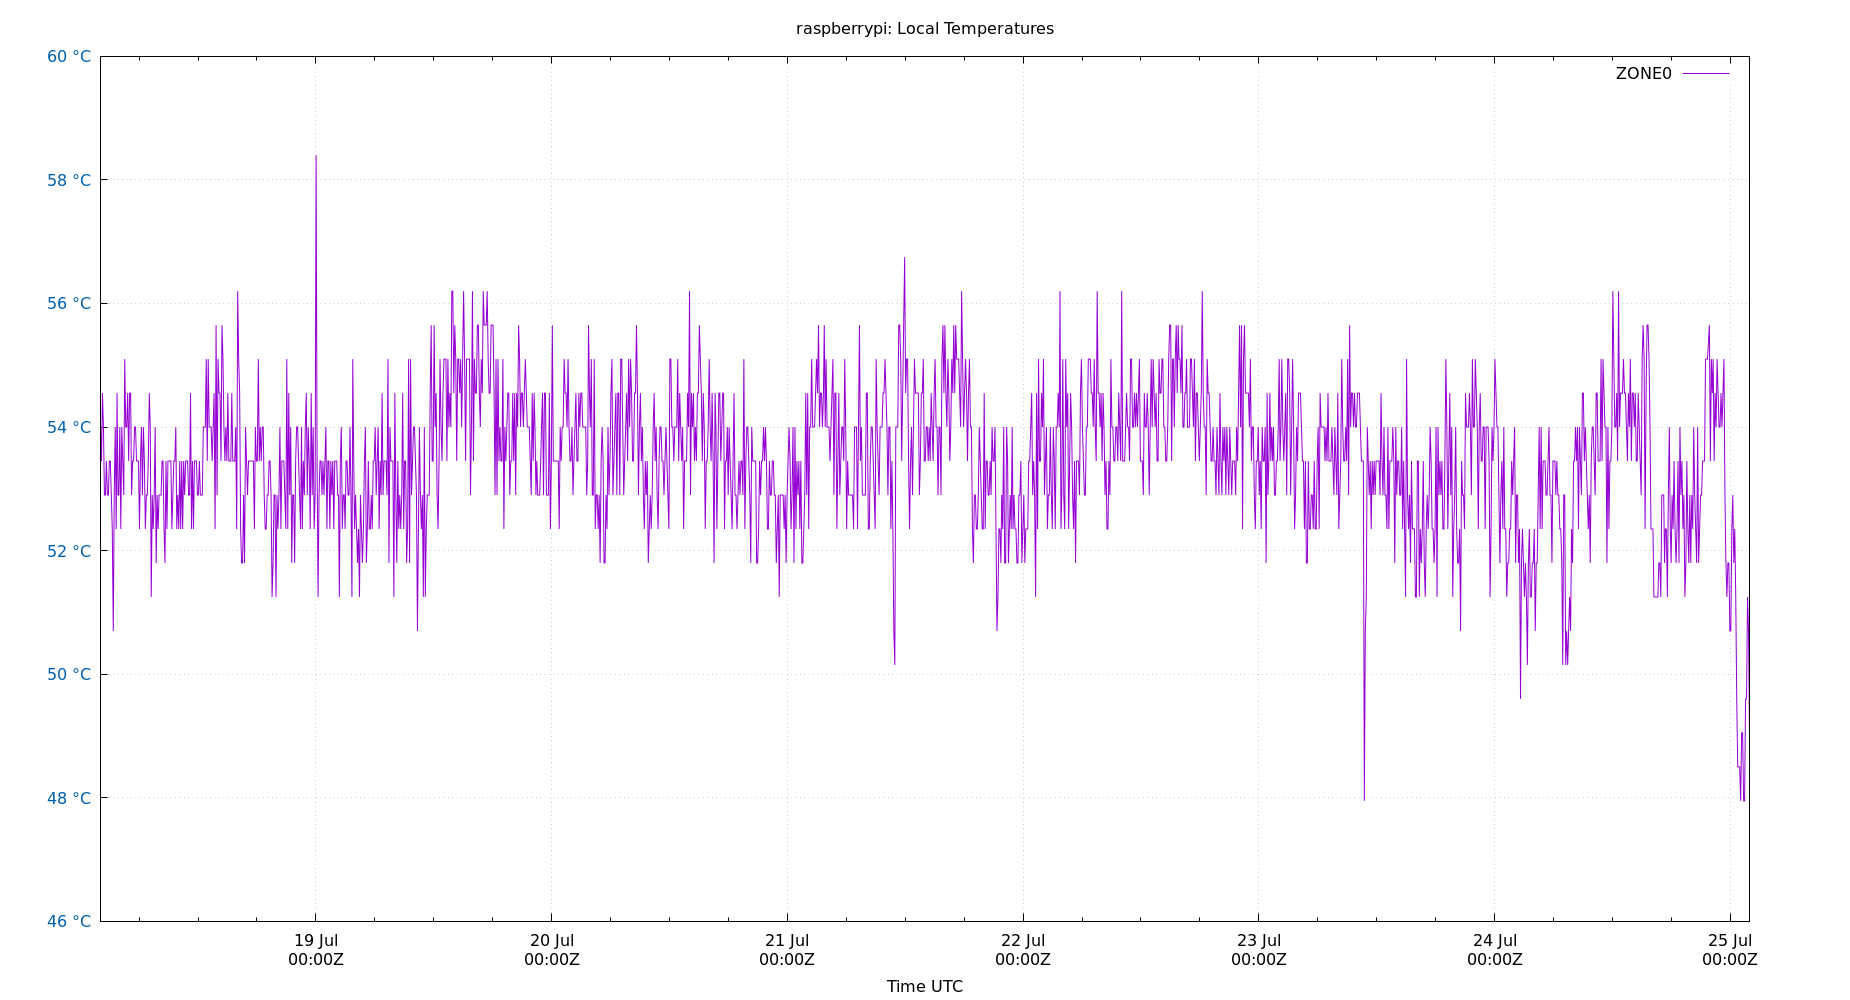 raspberrypi: Local Temperatures
60 °C
ZONE0
58 °C
56 °C
54 °C
52 °C
50 °C
48 °C
46 °C
19 Jul 20 Jul 21 Jul 22 Jul 23 Jul 24 Jul 25 Jul
00:00Z 00:00Z 00:00Z 00:00Z 00:00Z 00:00Z 00:00Z
Time UTC